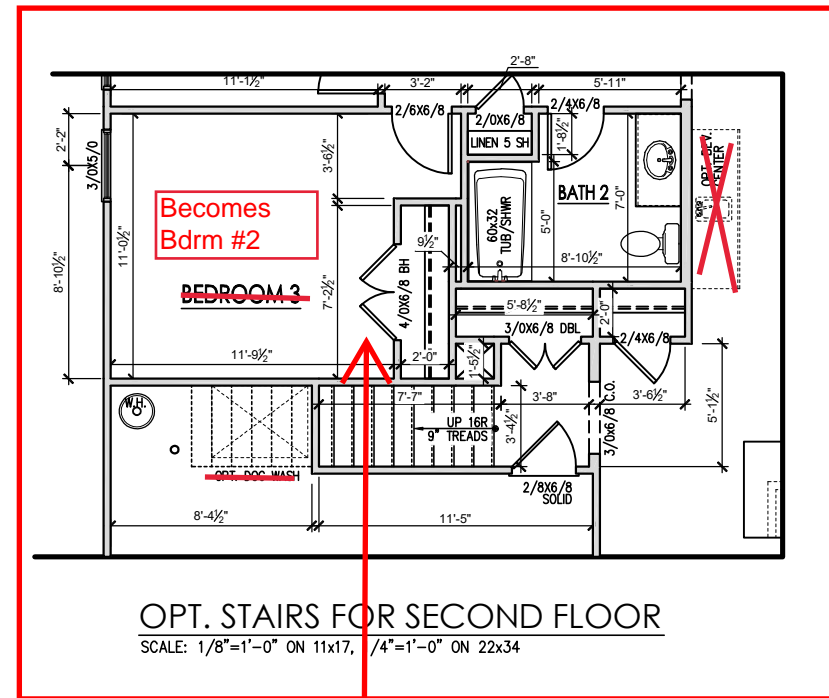 2'-8"
11'-1½"
3'-2"
5'-11"
2/6X6/8
2/0X6/8
2/4X6/8
LINEN 5 SH
1'-8½"
2'-2"
3/0X5/0
3'-6½"
OPT. BEV.
CENTER
Becomes
Bdrm #2
BATH 2
60x32
TUB/SHWR
5'-0"
7'-0"
11'-0½"
8'-10½"
9½"
8'-10½"
BEDROOM 3
7'-2½"
4/0X6/8 BH
5'-8½"
2'-0"
3/0X6/8 DBL
2/4X6/8
11'-9½"
2'-0"
1'-5½"
W.H.
7'-7"
3'-8"
3'-6½"
5'-1½"
UP 16R
9" TREADS
3'-4½"
3/0x6/8 C.O.
OPT. DOG WASH
2/8X6/8
SOLID
8'-4½"
11'-5"
OPT. STAIRS FOR SECOND FLOOR
SCALE: 1/8"=1'-0" ON 11x17, /4"=1'-0" ON 22x34